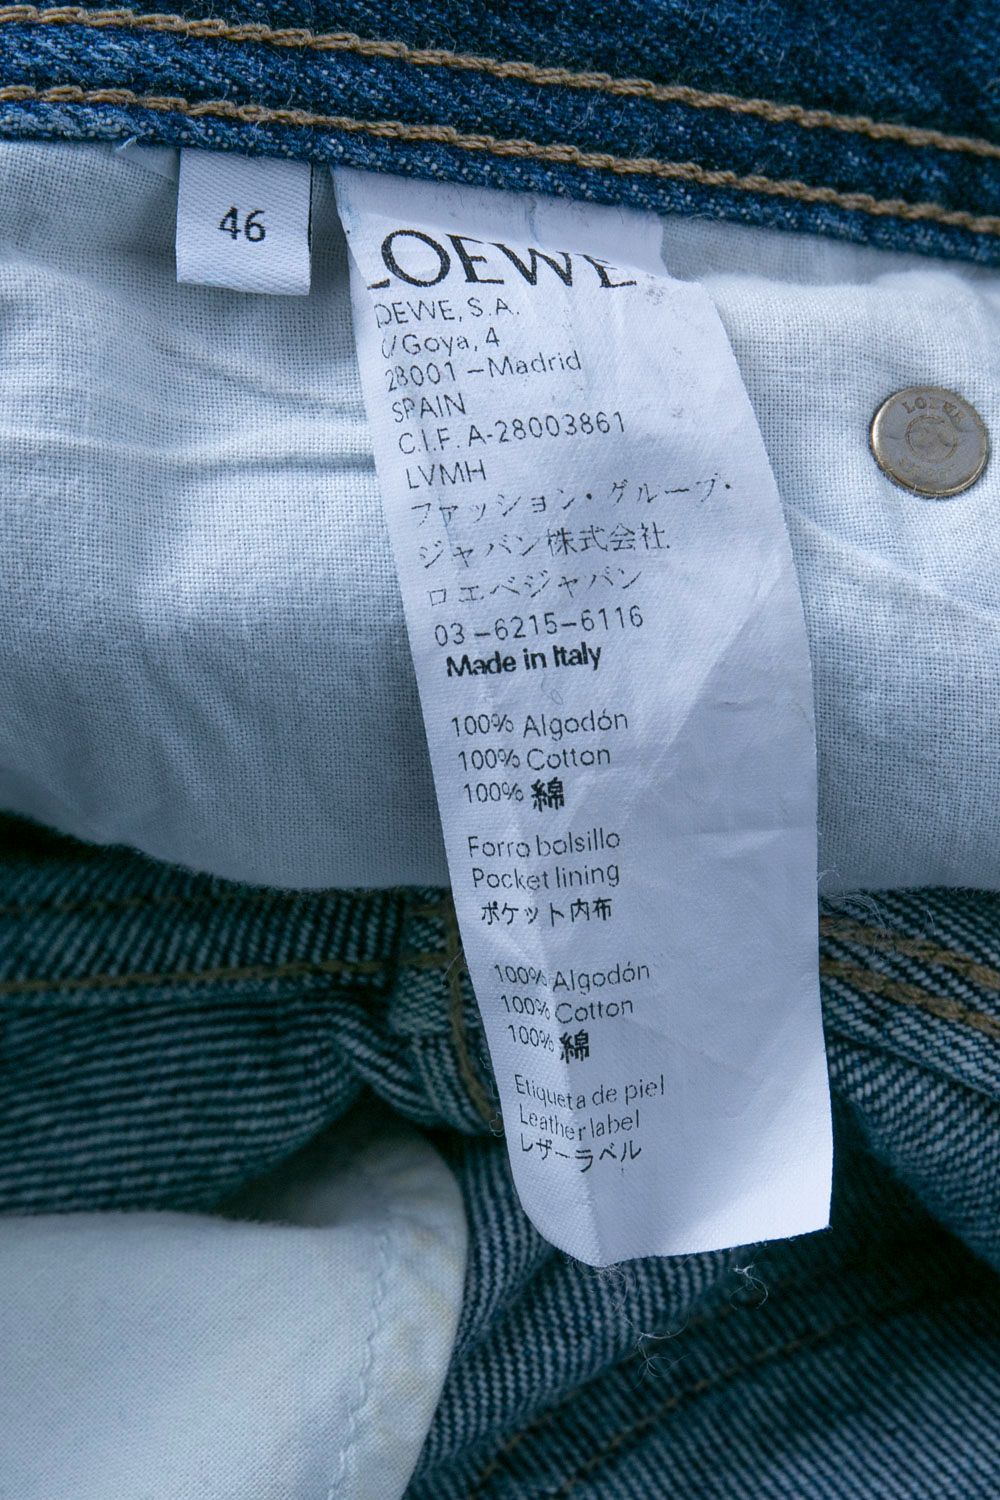 46
LOEWE
LOEWE, S.A.
C/Goya, 4
28001 – Madrid
SPAIN
C.I.F. A-28003861
LVMH
ファッション・グループ・
ジャパン株式会社
ロエベジャパン
03-6215-6116
Made in Italy
100% Algodón
100% Cotton
100% 綿
Forro bolsillo
Pocket lining
ポケット内布
100% Algodón
100% Cotton
100% 綿
Etiqueta de piel
Leather label
レザーラベル
LOEWE